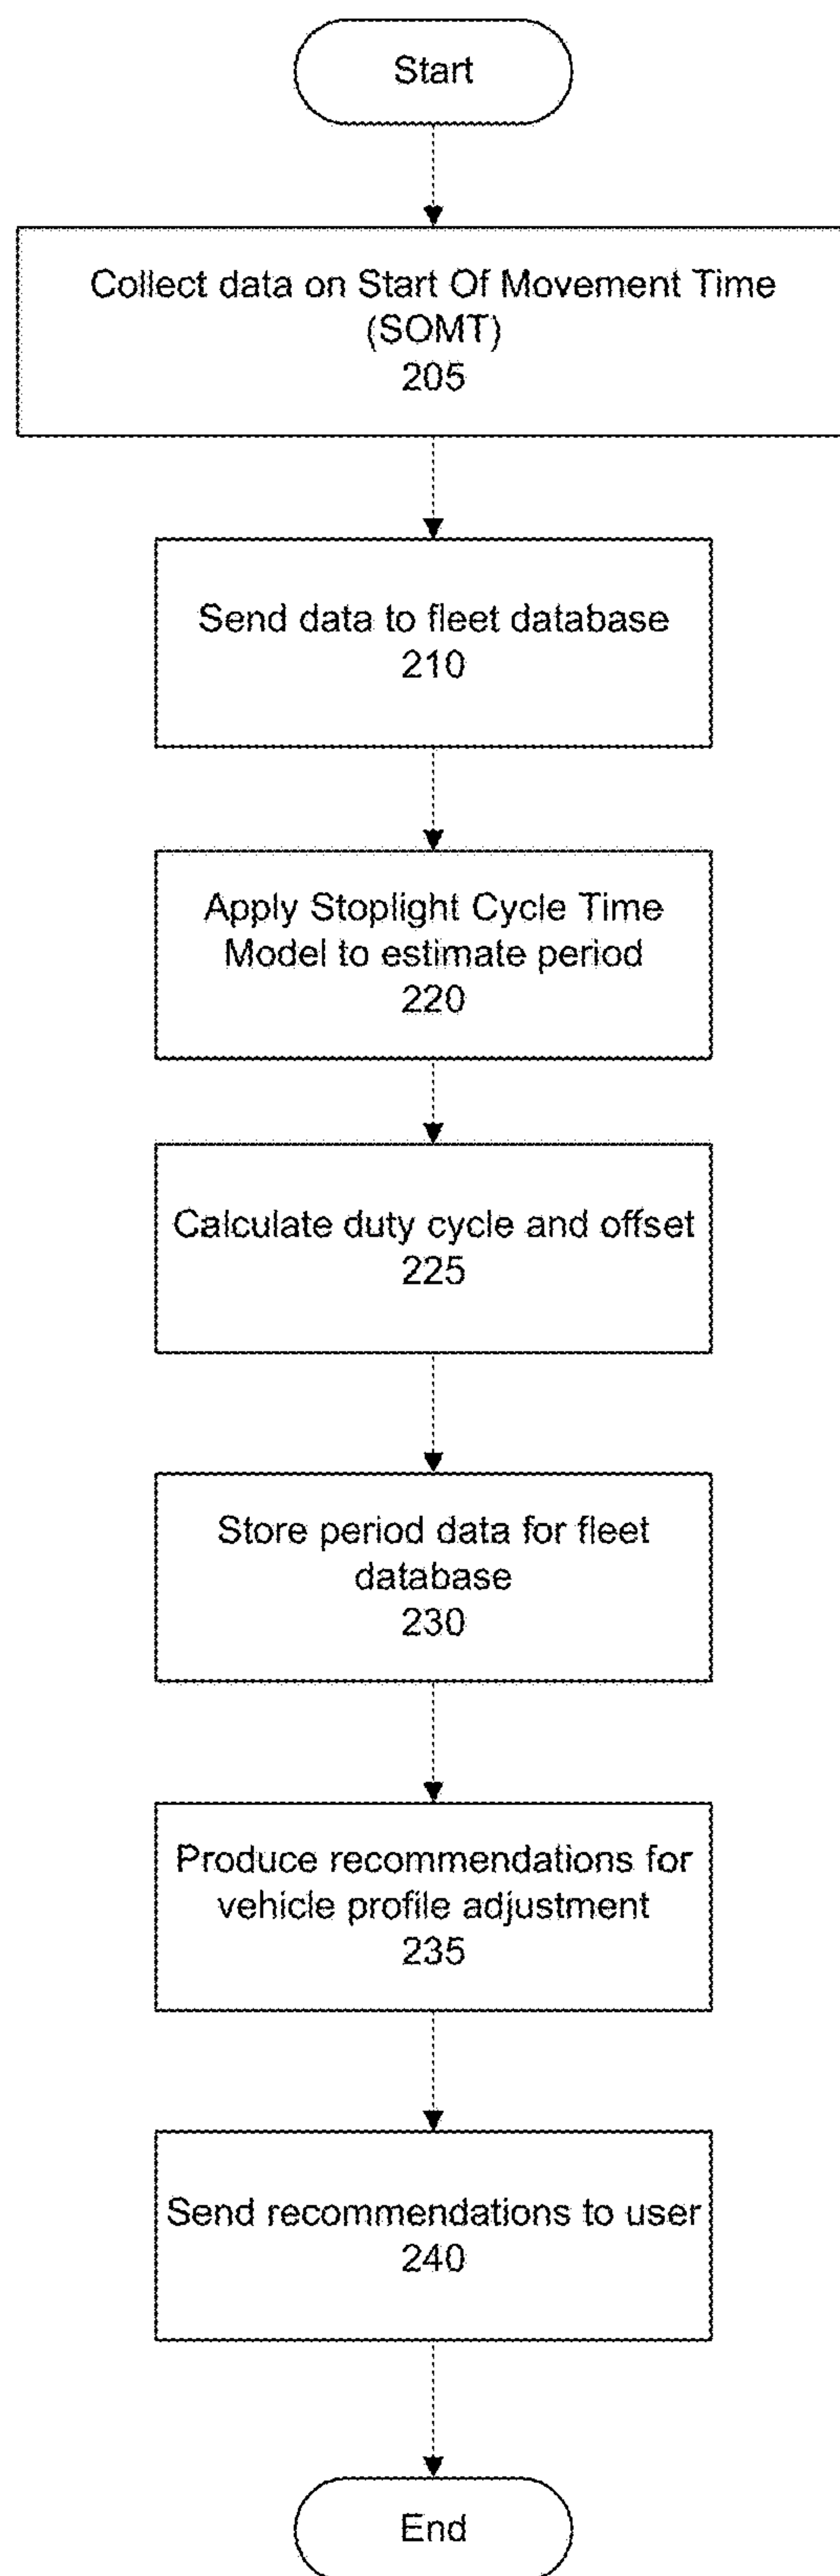 Start
Collect data on Start Of Movement Time
(SOMT)
205
Send data to fleet database
210
Apply Stoplight Cycle Time
Model to estimate period
220
Calculate duty cycle and offset
225
Store period data for fleet
database
230
Produce recommendations for
vehicle profile adjustment
235
Send recommendations to user
240
End